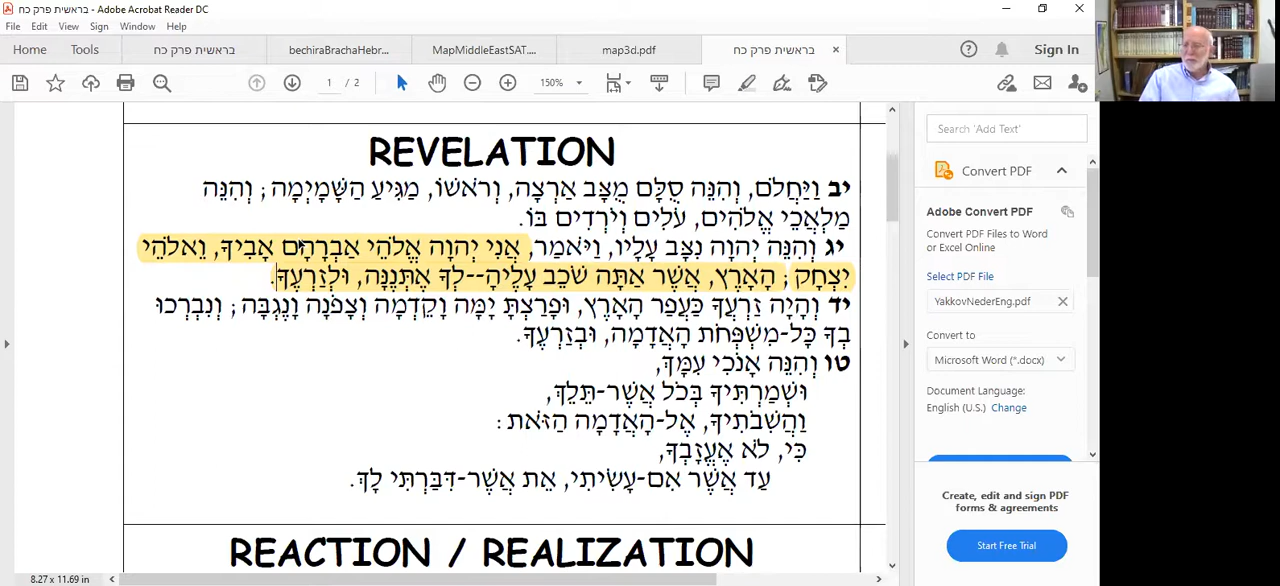 בראשית פרק כח - Adobe Acrobat Reader DC
File Edit View Sign Window Help
Home Tools בראשית פרק כח bechiraBrachaHebr... MapMiddleEastSAT.... map3d.pdf בראשית פרק כח × Sign In
1 / 2 150%
REVELATION
יב וַיַּחֲלֹם, וְהִנֵּה סֻלָּם מֻצָּב אַרְצָה, וְרֹאשׁוֹ, מַגִּיעַ הַשָּׁמָיְמָה; וְהִנֵּה
מַלְאֲכֵי אֱלֹהִים, עֹלִים וְיֹרְדִים בּוֹ.
יג וְהִנֵּה יְהוָה נִצָּב עָלָיו, וַיֹּאמַר, אֲנִי יְהוָה אֱלֹהֵי אַבְרָהָם אָבִיךָ, וֵאלֹהֵי
יִצְחָק; הָאָרֶץ, אֲשֶׁר אַתָּה שֹׁכֵב עָלֶיהָ--לְךָ אֶתְּנֶנָּה, וּלְזַרְעֶךָ.
יד וְהָיָה זַרְעֲךָ כַּעֲפַר הָאָרֶץ, וּפָרַצְתָּ יָמָּה וָקֵדְמָה וְצָפֹנָה וָנֶגְבָּה; וְנִבְרְכוּ
בְךָ כָּל-מִשְׁפְּחֹת הָאֲדָמָה, וּבְזַרְעֶךָ.
טו וְהִנֵּה אָנֹכִי עִמָּךְ,
וּשְׁמַרְתִּיךָ בְּכֹל אֲשֶׁר-תֵּלֵךְ,
וַהֲשִׁבֹתִיךָ, אֶל-הָאֲדָמָה הַזֹּאת:
כִּי, לֹא אֶעֱזָבְךָ,
עַד אֲשֶׁר אִם-עָשִׂיתִי, אֵת אֲשֶׁר-דִּבַּרְתִּי לָךְ.
REACTION / REALIZATION
8.27 x 11.69 in
Search 'Add Text'
Convert PDF
Adobe Convert PDF
Convert PDF Files to Word
or Excel Online
Select PDF File
YakkovNederEng.pdf ×
Convert to
Microsoft Word (*.docx)
Document Language:
English (U.S.) Change
Create, edit and sign PDF
forms & agreements
Start Free Trial